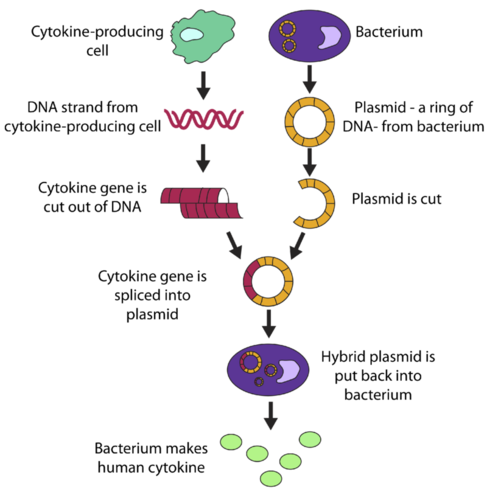 Cytokine-producing
cell
Bacterium
DNA strand from
cytokine-producing cell
Plasmid - a ring of
DNA- from bacterium
Cytokine gene is
cut out of DNA
Plasmid is cut
Cytokine gene is
spliced into
plasmid
Hybrid plasmid is
put back into
bacterium
Bacterium makes
human cytokine